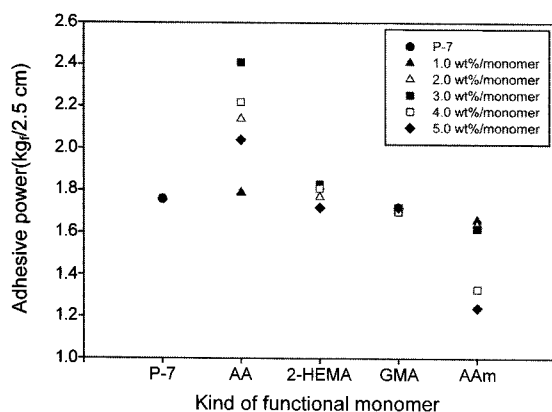 2.6
2.4
2.2
2.0
1.8
1.6
1.4
1.2
1.0
Adhesive power(kgf/2.5 cm)
P-7
1.0 wt%/monomer
2.0 wt%/monomer
3.0 wt%/monomer
4.0 wt%/monomer
5.0 wt%/monomer
P-7 AA 2-HEMA GMA AAm
Kind of functional monomer